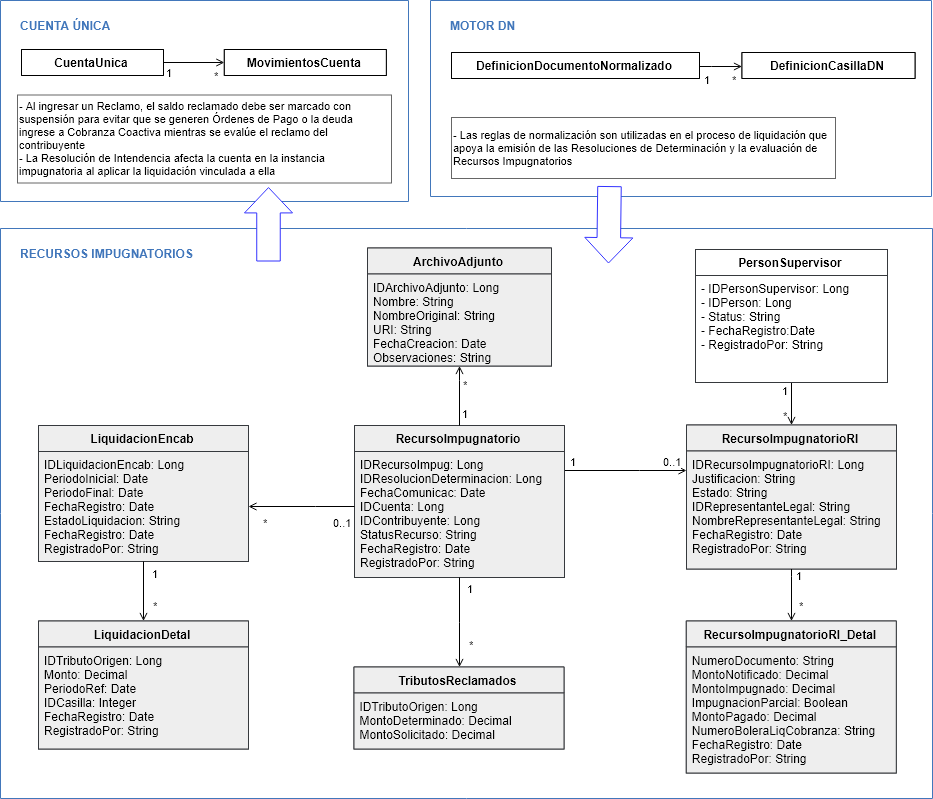 CUENTA ÚNICA
CuentaUnica
MovimientosCuenta
1
*
- Al ingresar un Reclamo, el saldo reclamado debe ser marcado con
suspensión para evitar que se generen Órdenes de Pago o la deuda
ingrese a Cobranza Coactiva mientras se evalúe el reclamo del
contribuyente
- La Resolución de Intendencia afecta la cuenta en la instancia
impugnatoria al aplicar la liquidación vinculada a ella
MOTOR DN
DefinicionDocumentoNormalizado
DefinicionCasillaDN
1
*
- Las reglas de normalización son utilizadas en el proceso de liquidación que
apoya la emisión de las Resoluciones de Determinación y la evaluación de
Recursos Impugnatorios
RECURSOS IMPUGNATORIOS
ArchivoAdjunto
IDArchivoAdjunto: Long
Nombre: String
NombreOriginal: String
URI: String
FechaCreacion: Date
Observaciones: String
*
1
PersonSupervisor
- IDPersonSupervisor: Long
- IDPerson: Long
- Status: String
- FechaRegistro:Date
- RegistradoPor: String
1
*
LiquidacionEncab
IDLiquidacionEncab: Long
PeriodoInicial: Date
PeriodoFinal: Date
FechaRegistro: Date
EstadoLiquidacion: String
FechaRegistro: Date
RegistradoPor: String
*
0..1
RecursoImpugnatorio
IDRecursoImpug: Long
IDResolucionDeterminacion: Long
FechaComunicac: Date
IDCuenta: Long
IDContribuyente: Long
StatusRecurso: String
FechaRegistro: Date
RegistradoPor: String
1
0..1
RecursoImpugnatorioRI
IDRecursoImpugnatorioRI: Long
Justificacion: String
Estado: String
IDRepresentanteLegal: String
NombreRepresentanteLegal: String
FechaRegistro: Date
RegistradoPor: String
1
*
1
*
1
*
LiquidacionDetal
IDTributoOrigen: Long
Monto: Decimal
PeriodoRef: Date
IDCasilla: Integer
FechaRegistro: Date
RegistradoPor: String
TributosReclamados
IDTributoOrigen: Long
MontoDeterminado: Decimal
MontoSolicitado: Decimal
RecursoImpugnatorioRI_Detal
NumeroDocumento: String
MontoNotificado: Decimal
MontoImpugnado: Decimal
ImpugnacionParcial: Boolean
MontoPagado: Decimal
NumeroBoleraLiqCobranza: String
FechaRegistro: Date
RegistradoPor: String